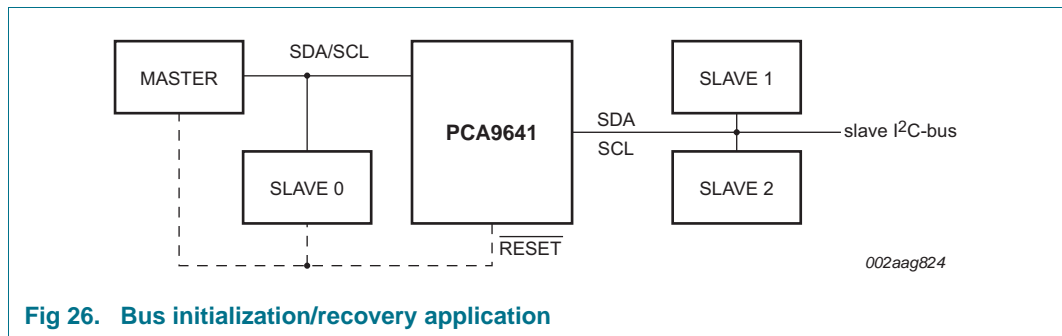 MASTER
SDA/SCL
SLAVE 0
PCA9641
RESET
SDA
SCL
SLAVE 1
SLAVE 2
slave I²C-bus
002aag824
Fig 26. Bus initialization/recovery application